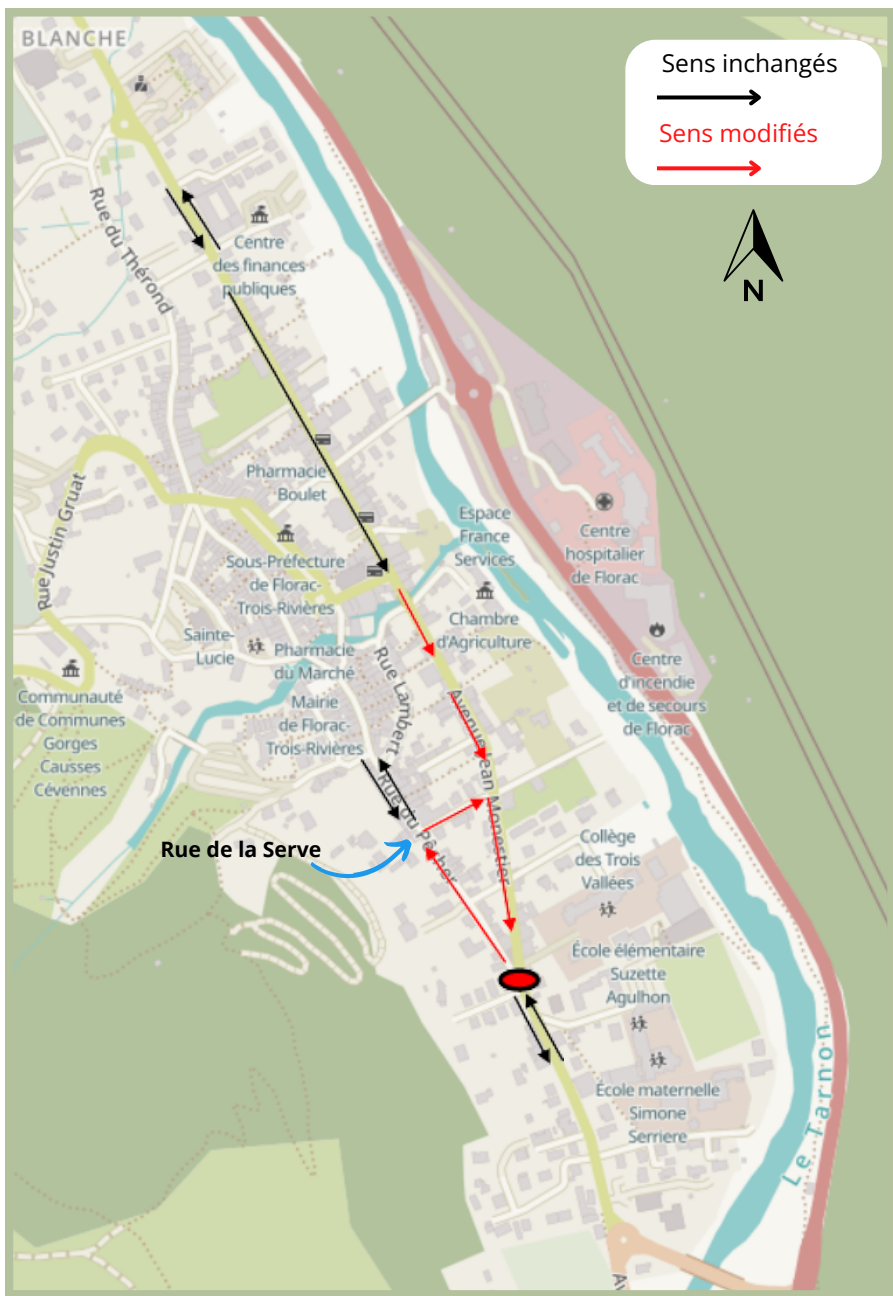 BLANCHE
Sens inchangés
Sens modifiés
N
Rue du Thérond
Centre
des finances
publiques
Pharmacie
Boulet
Rue Justin Gruat
Espace
France
Services
Centre
hospitalier
de Florac
Sous-Préfecture
de Florac-
Trois-Rivières
Chambre
d'Agriculture
Sainte-
Lucie
Pharmacie
du Marché
Rue Lambert
Centre
d'incendie
et de secours
de Florac
Communauté
de Communes
Gorges
Causses
Cévennes
Mairie
de Florac-
Trois-Rivières
Avenue Jean Monestier
Rue du Pêcher
Rue de la Serve
Collège
des Trois
Vallées
École élémentaire
Suzette
Agulhon
École maternelle
Simone
Serriere
Le Tarnon